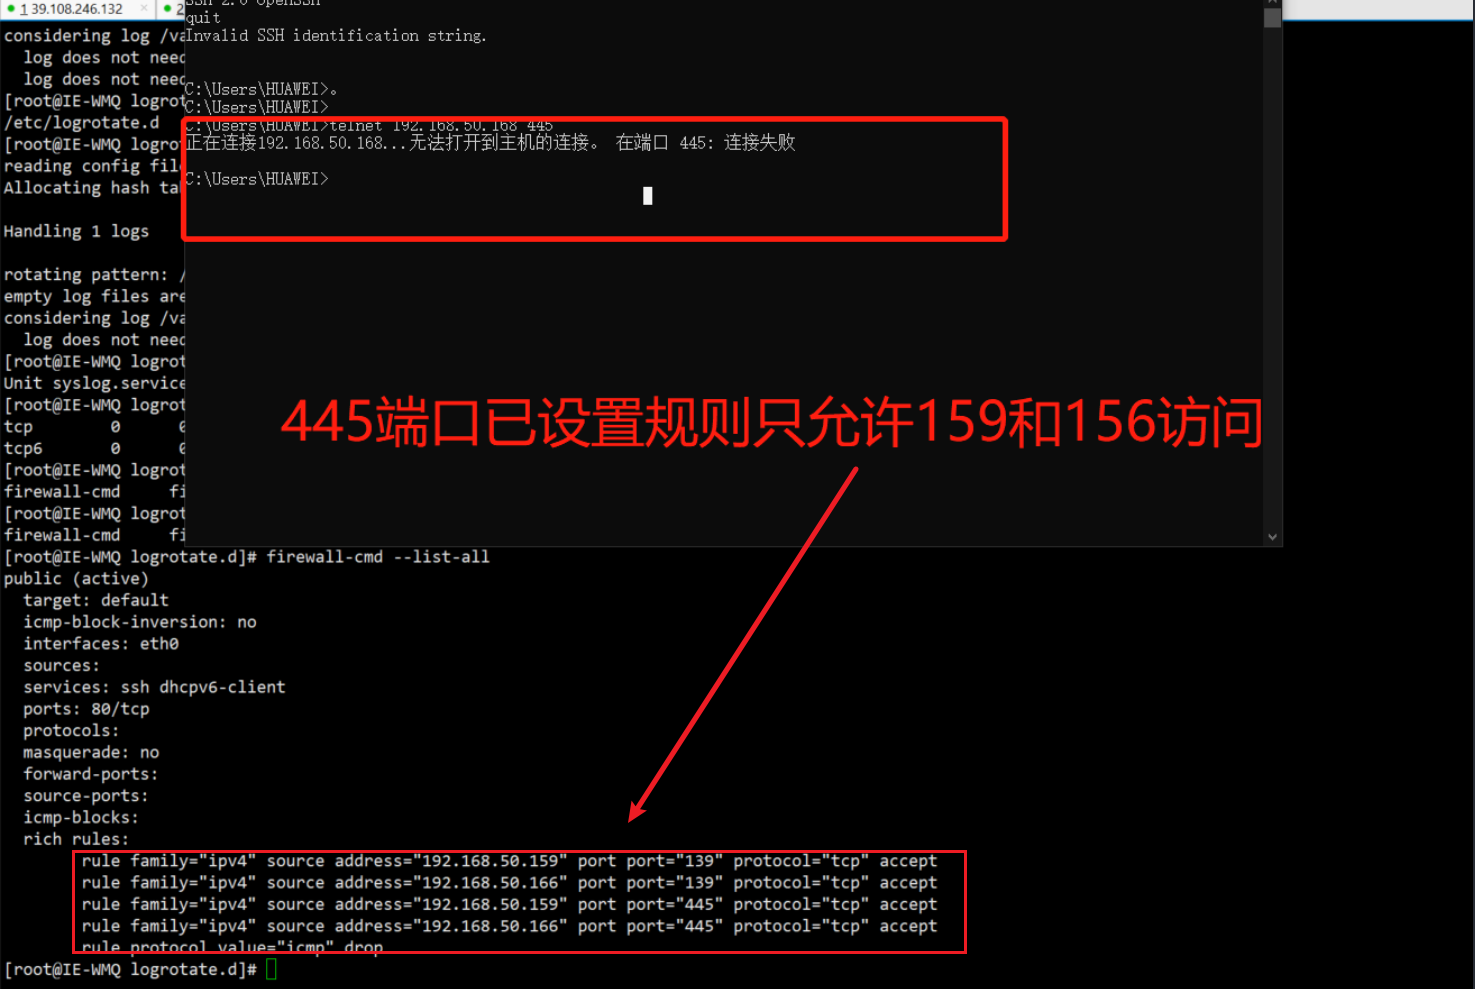 1 39.108.246.132
2
SSH 2.0 OpenSSH
quit
Invalid SSH identification string.
C:\Users\HUAWEI>。
C:\Users\HUAWEI>
C:\Users\HUAWEI>telnet 192.168.50.168 445
正在连接192.168.50.168...无法打开到主机的连接。 在端口 445: 连接失败
C:\Users\HUAWEI>
445端口已设置规则只允许159和156访问
considering log /va
log does not need
log does not need
[root@IE-WMQ logrot
/etc/logrotate.d
[root@IE-WMQ logrot
reading config fil
Allocating hash ta
Handling 1 logs
rotating pattern: /
empty log files are
considering log /va
log does not need
[root@IE-WMQ logrot
Unit syslog.service
[root@IE-WMQ logrot
tcp 0 0
tcp6 0 0
[root@IE-WMQ logrot
firewall-cmd fi
[root@IE-WMQ logrot
firewall-cmd fi
[root@IE-WMQ logrotate.d]# firewall-cmd --list-all
public (active)
target: default
icmp-block-inversion: no
interfaces: eth0
sources:
services: ssh dhcpv6-client
ports: 80/tcp
protocols:
masquerade: no
forward-ports:
source-ports:
icmp-blocks:
rich rules:
rule family="ipv4" source address="192.168.50.159" port port="139" protocol="tcp" accept
rule family="ipv4" source address="192.168.50.166" port port="139" protocol="tcp" accept
rule family="ipv4" source address="192.168.50.159" port port="445" protocol="tcp" accept
rule family="ipv4" source address="192.168.50.166" port port="445" protocol="tcp" accept
rule protocol value="icmp" drop
[root@IE-WMQ logrotate.d]#